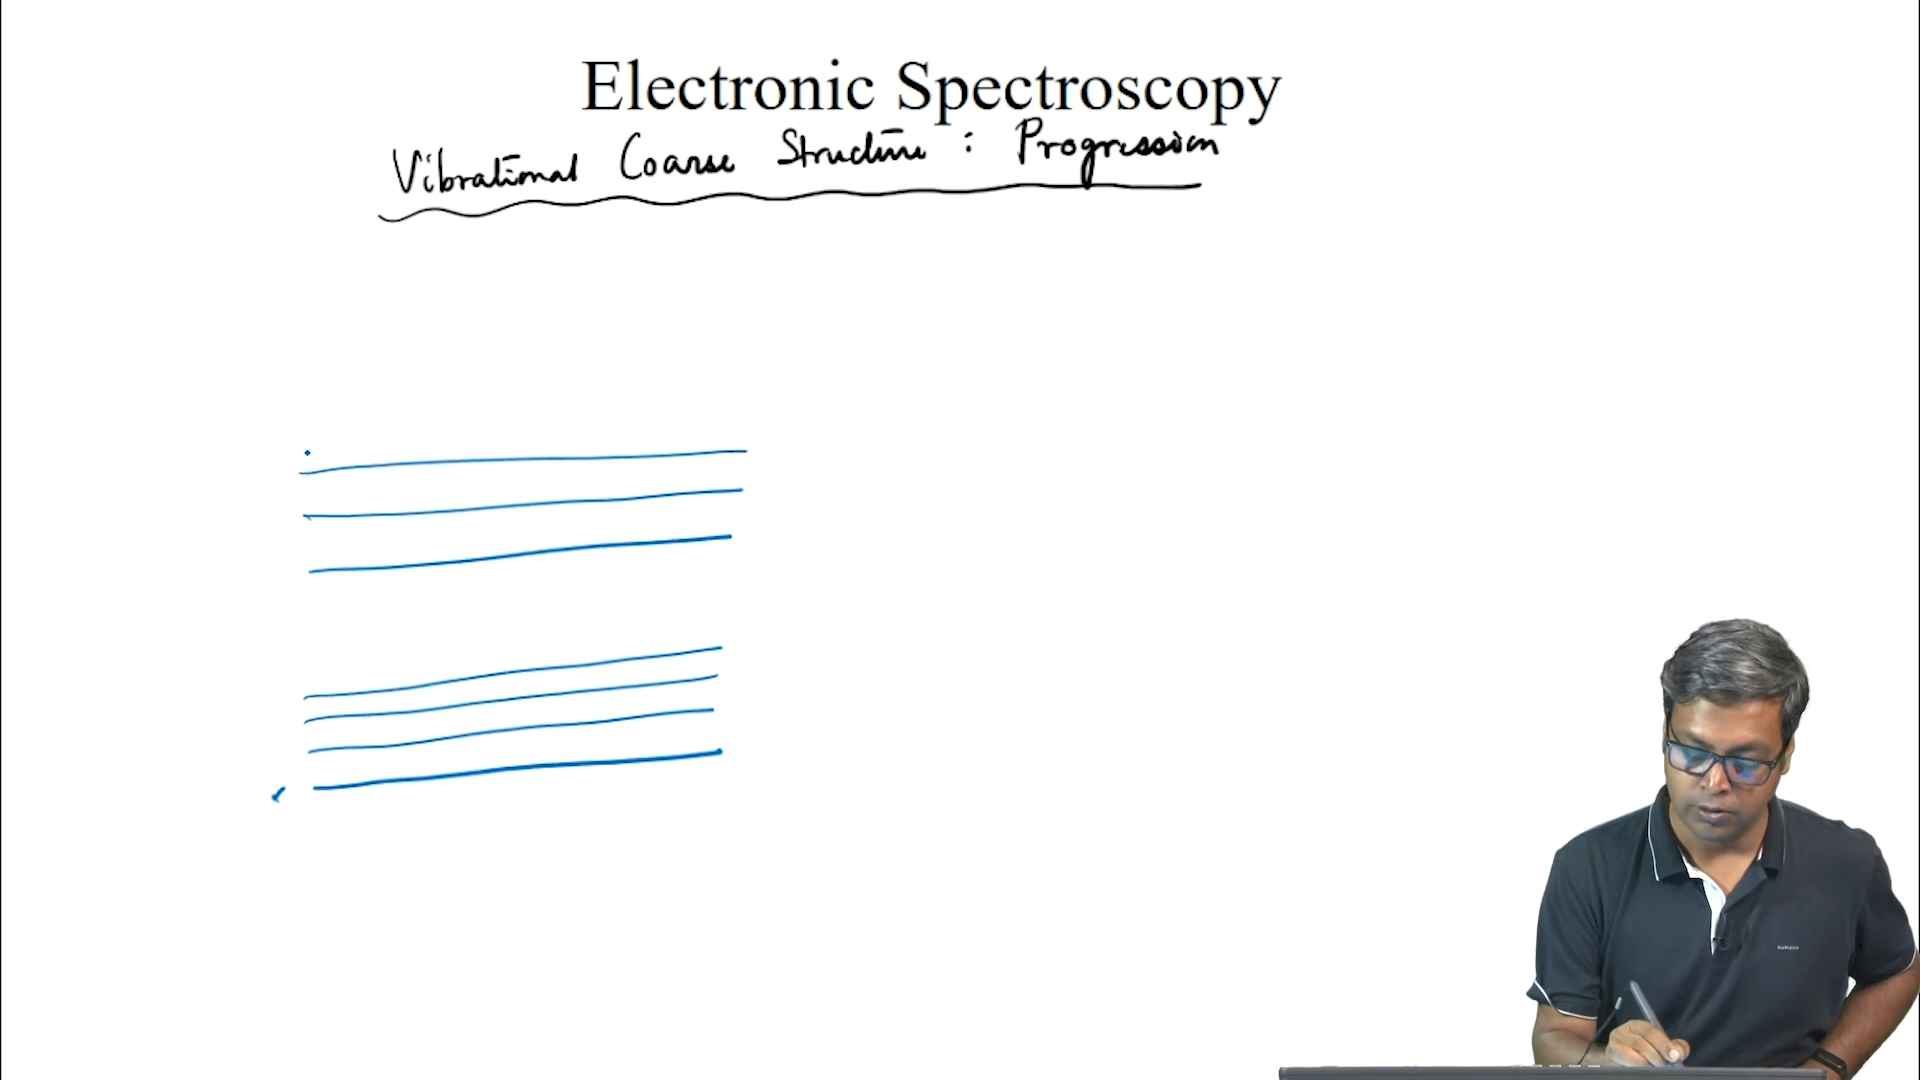 Electronic Spectroscopy
Vibrational Coarse Structure : Progression